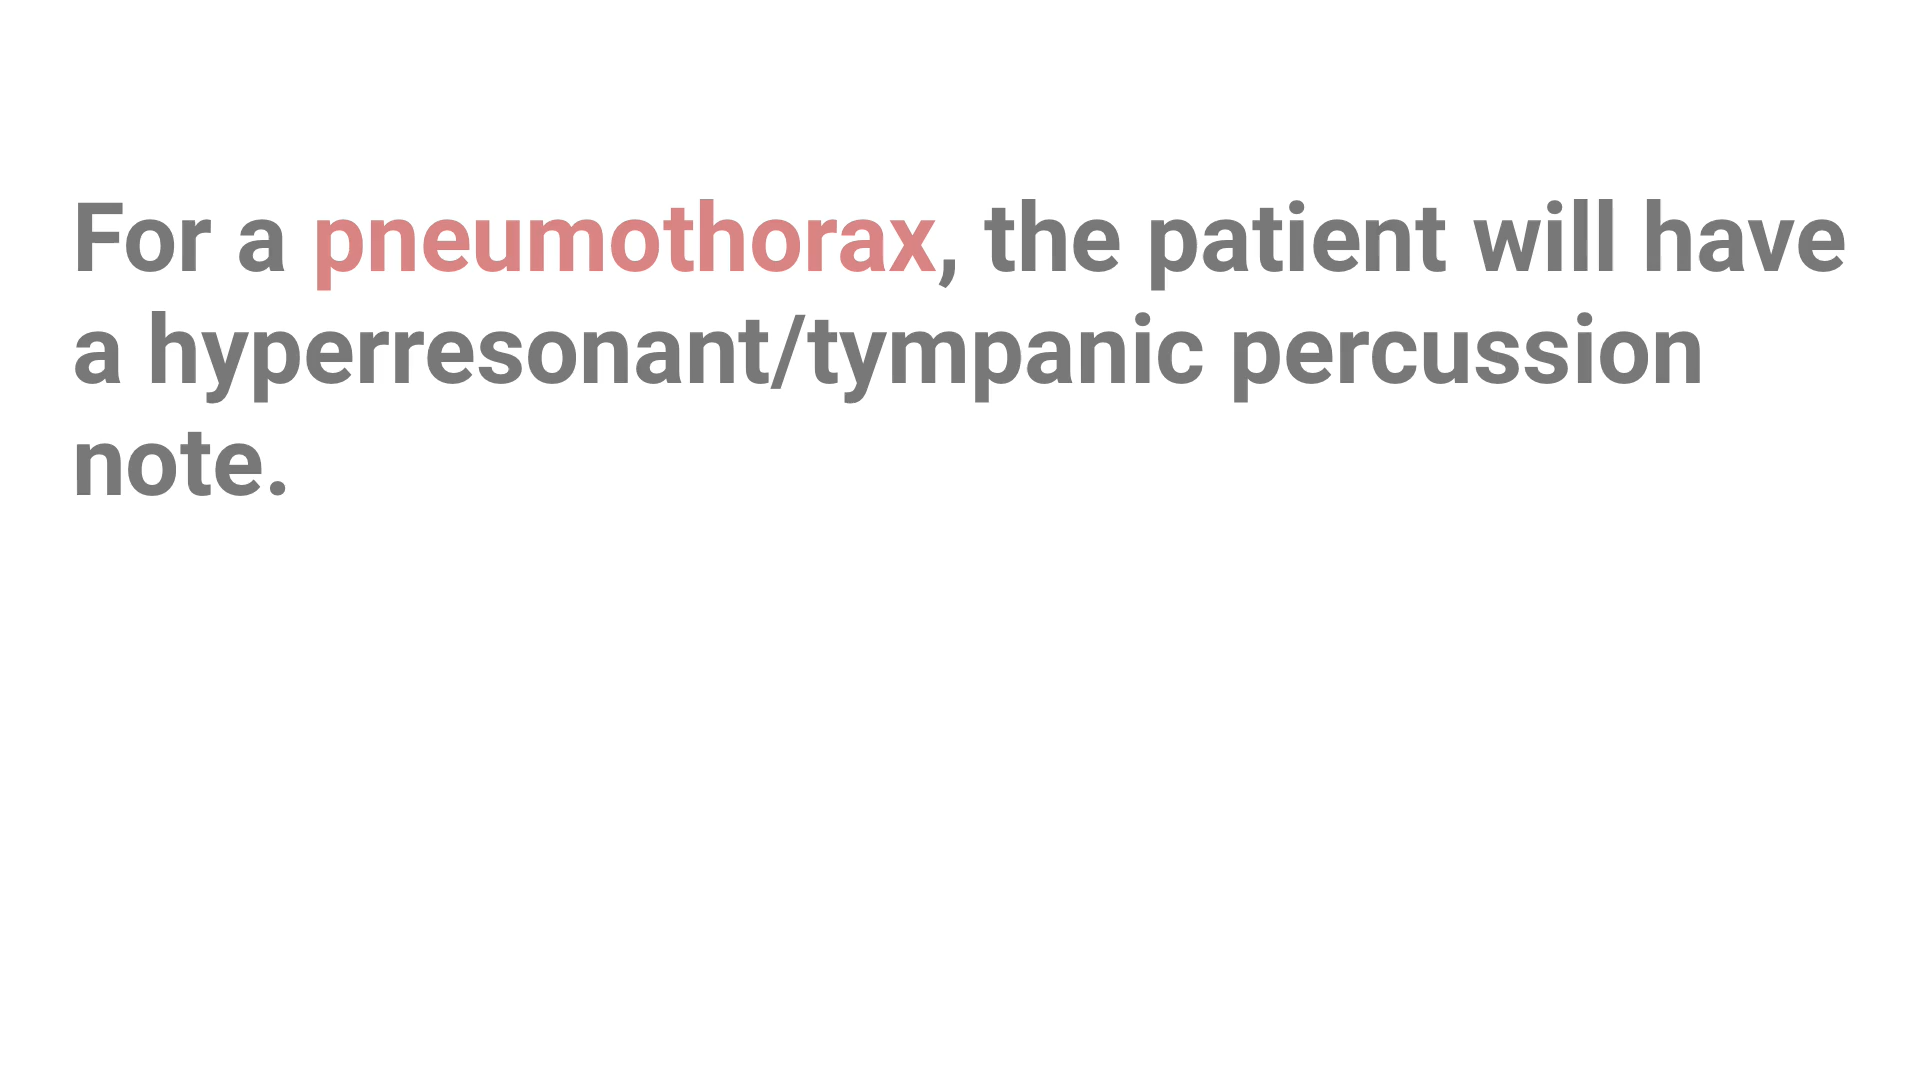 For a pneumothorax, the patient will have
a hyperresonant/tympanic percussion
note.